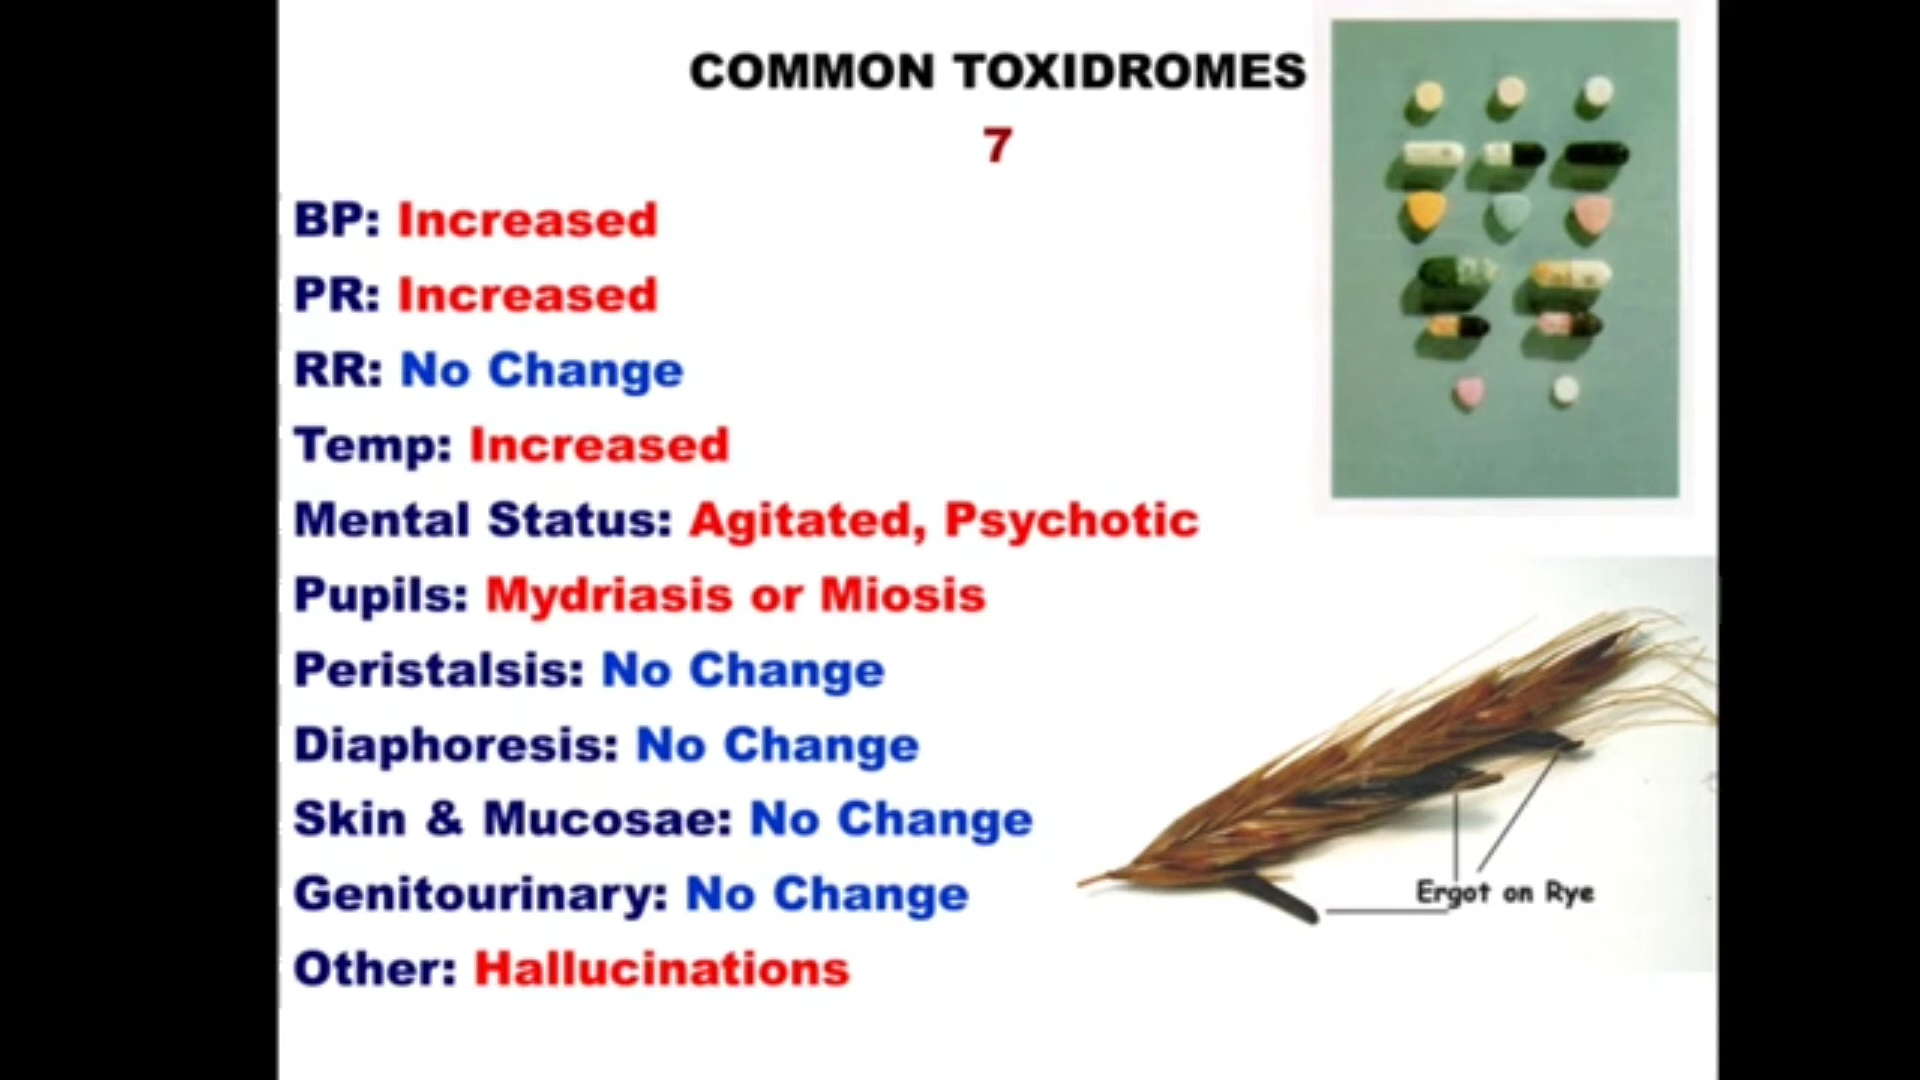 COMMON TOXIDROMES
7
BP: Increased
PR: Increased
RR: No Change
Temp: Increased
Mental Status: Agitated, Psychotic
Pupils: Mydriasis or Miosis
Peristalsis: No Change
Diaphoresis: No Change
Skin & Mucosae: No Change
Genitourinary: No Change
Other: Hallucinations
Ergot on Rye